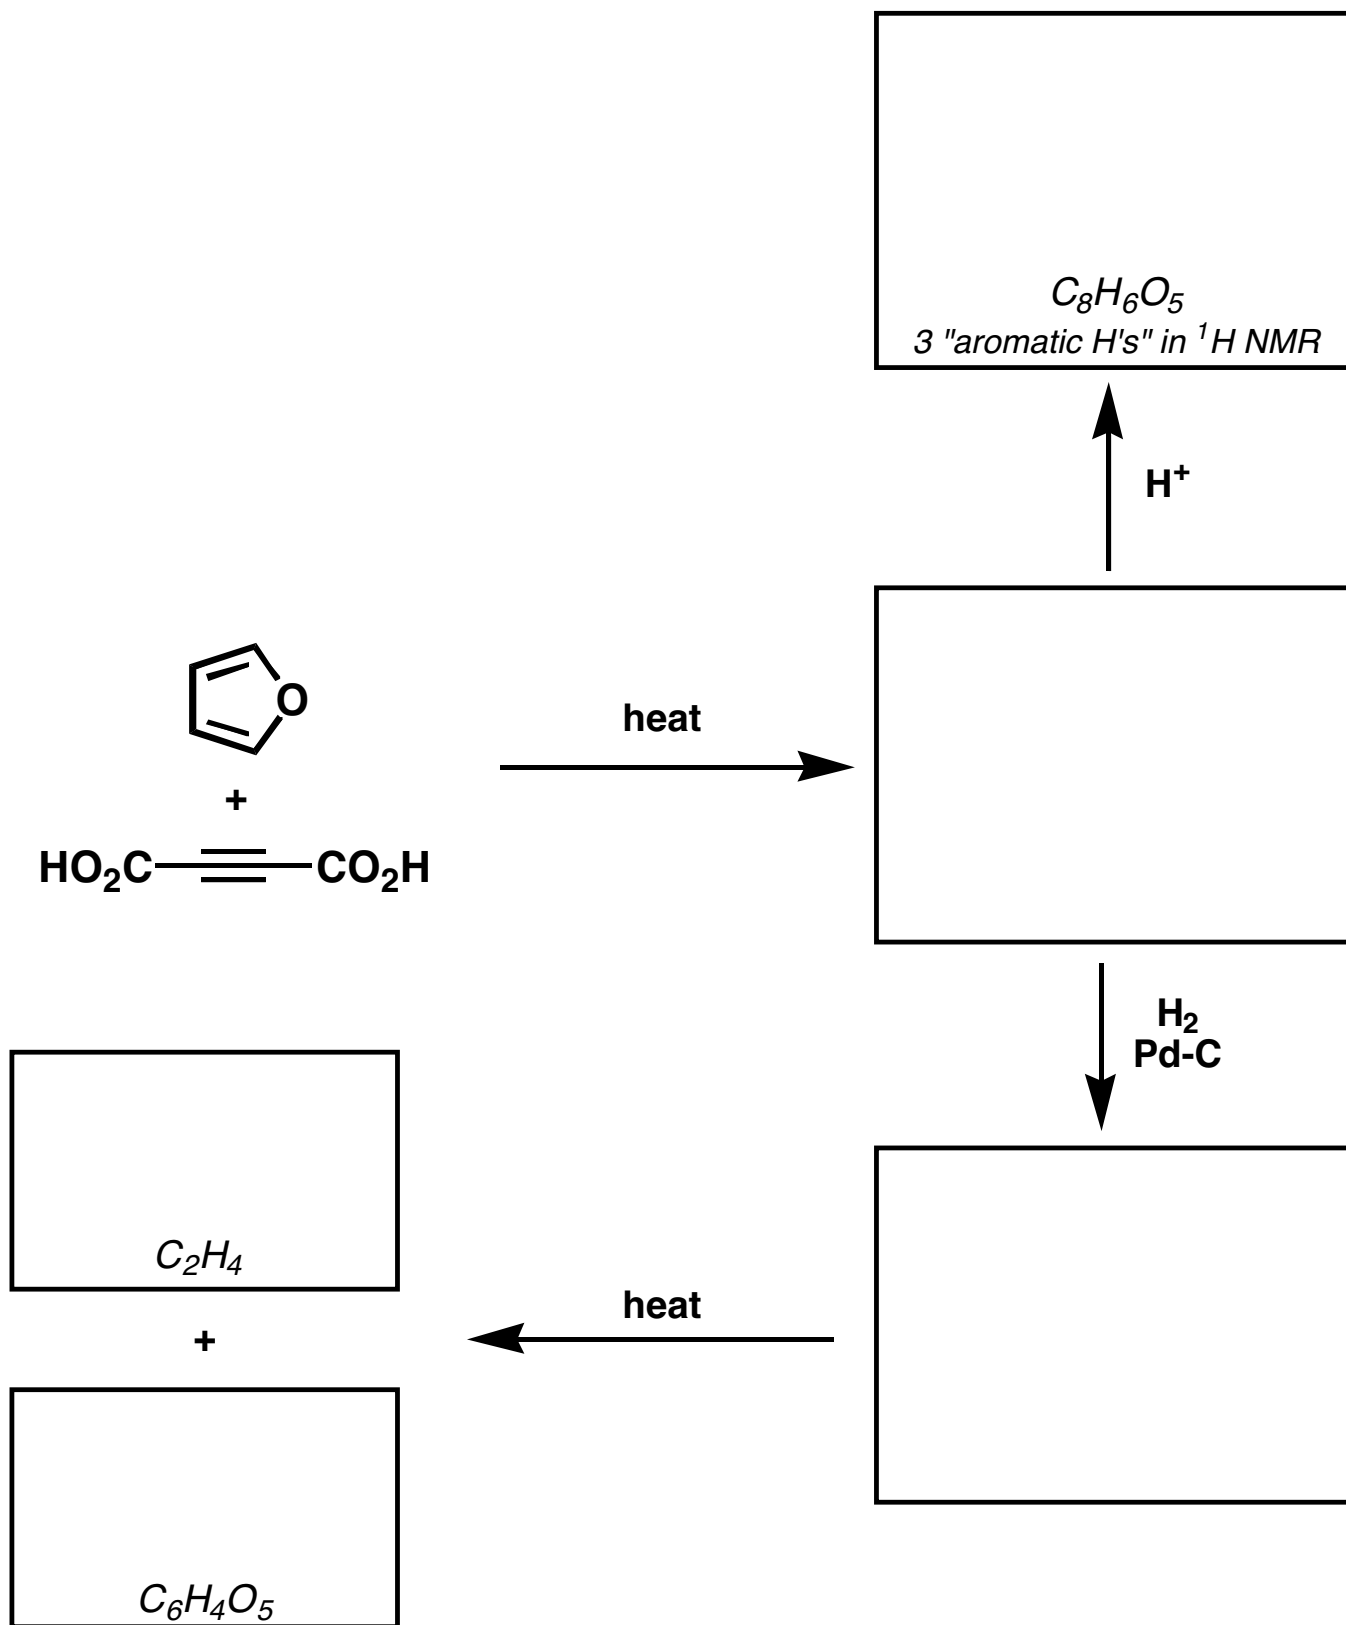 C₈H₆O₅
3 "aromatic H's" in ¹H NMR
H⁺
O
heat
+
HO₂C CO₂H
H₂
Pd-C
C₂H₄
heat
+
C₆H₄O₅